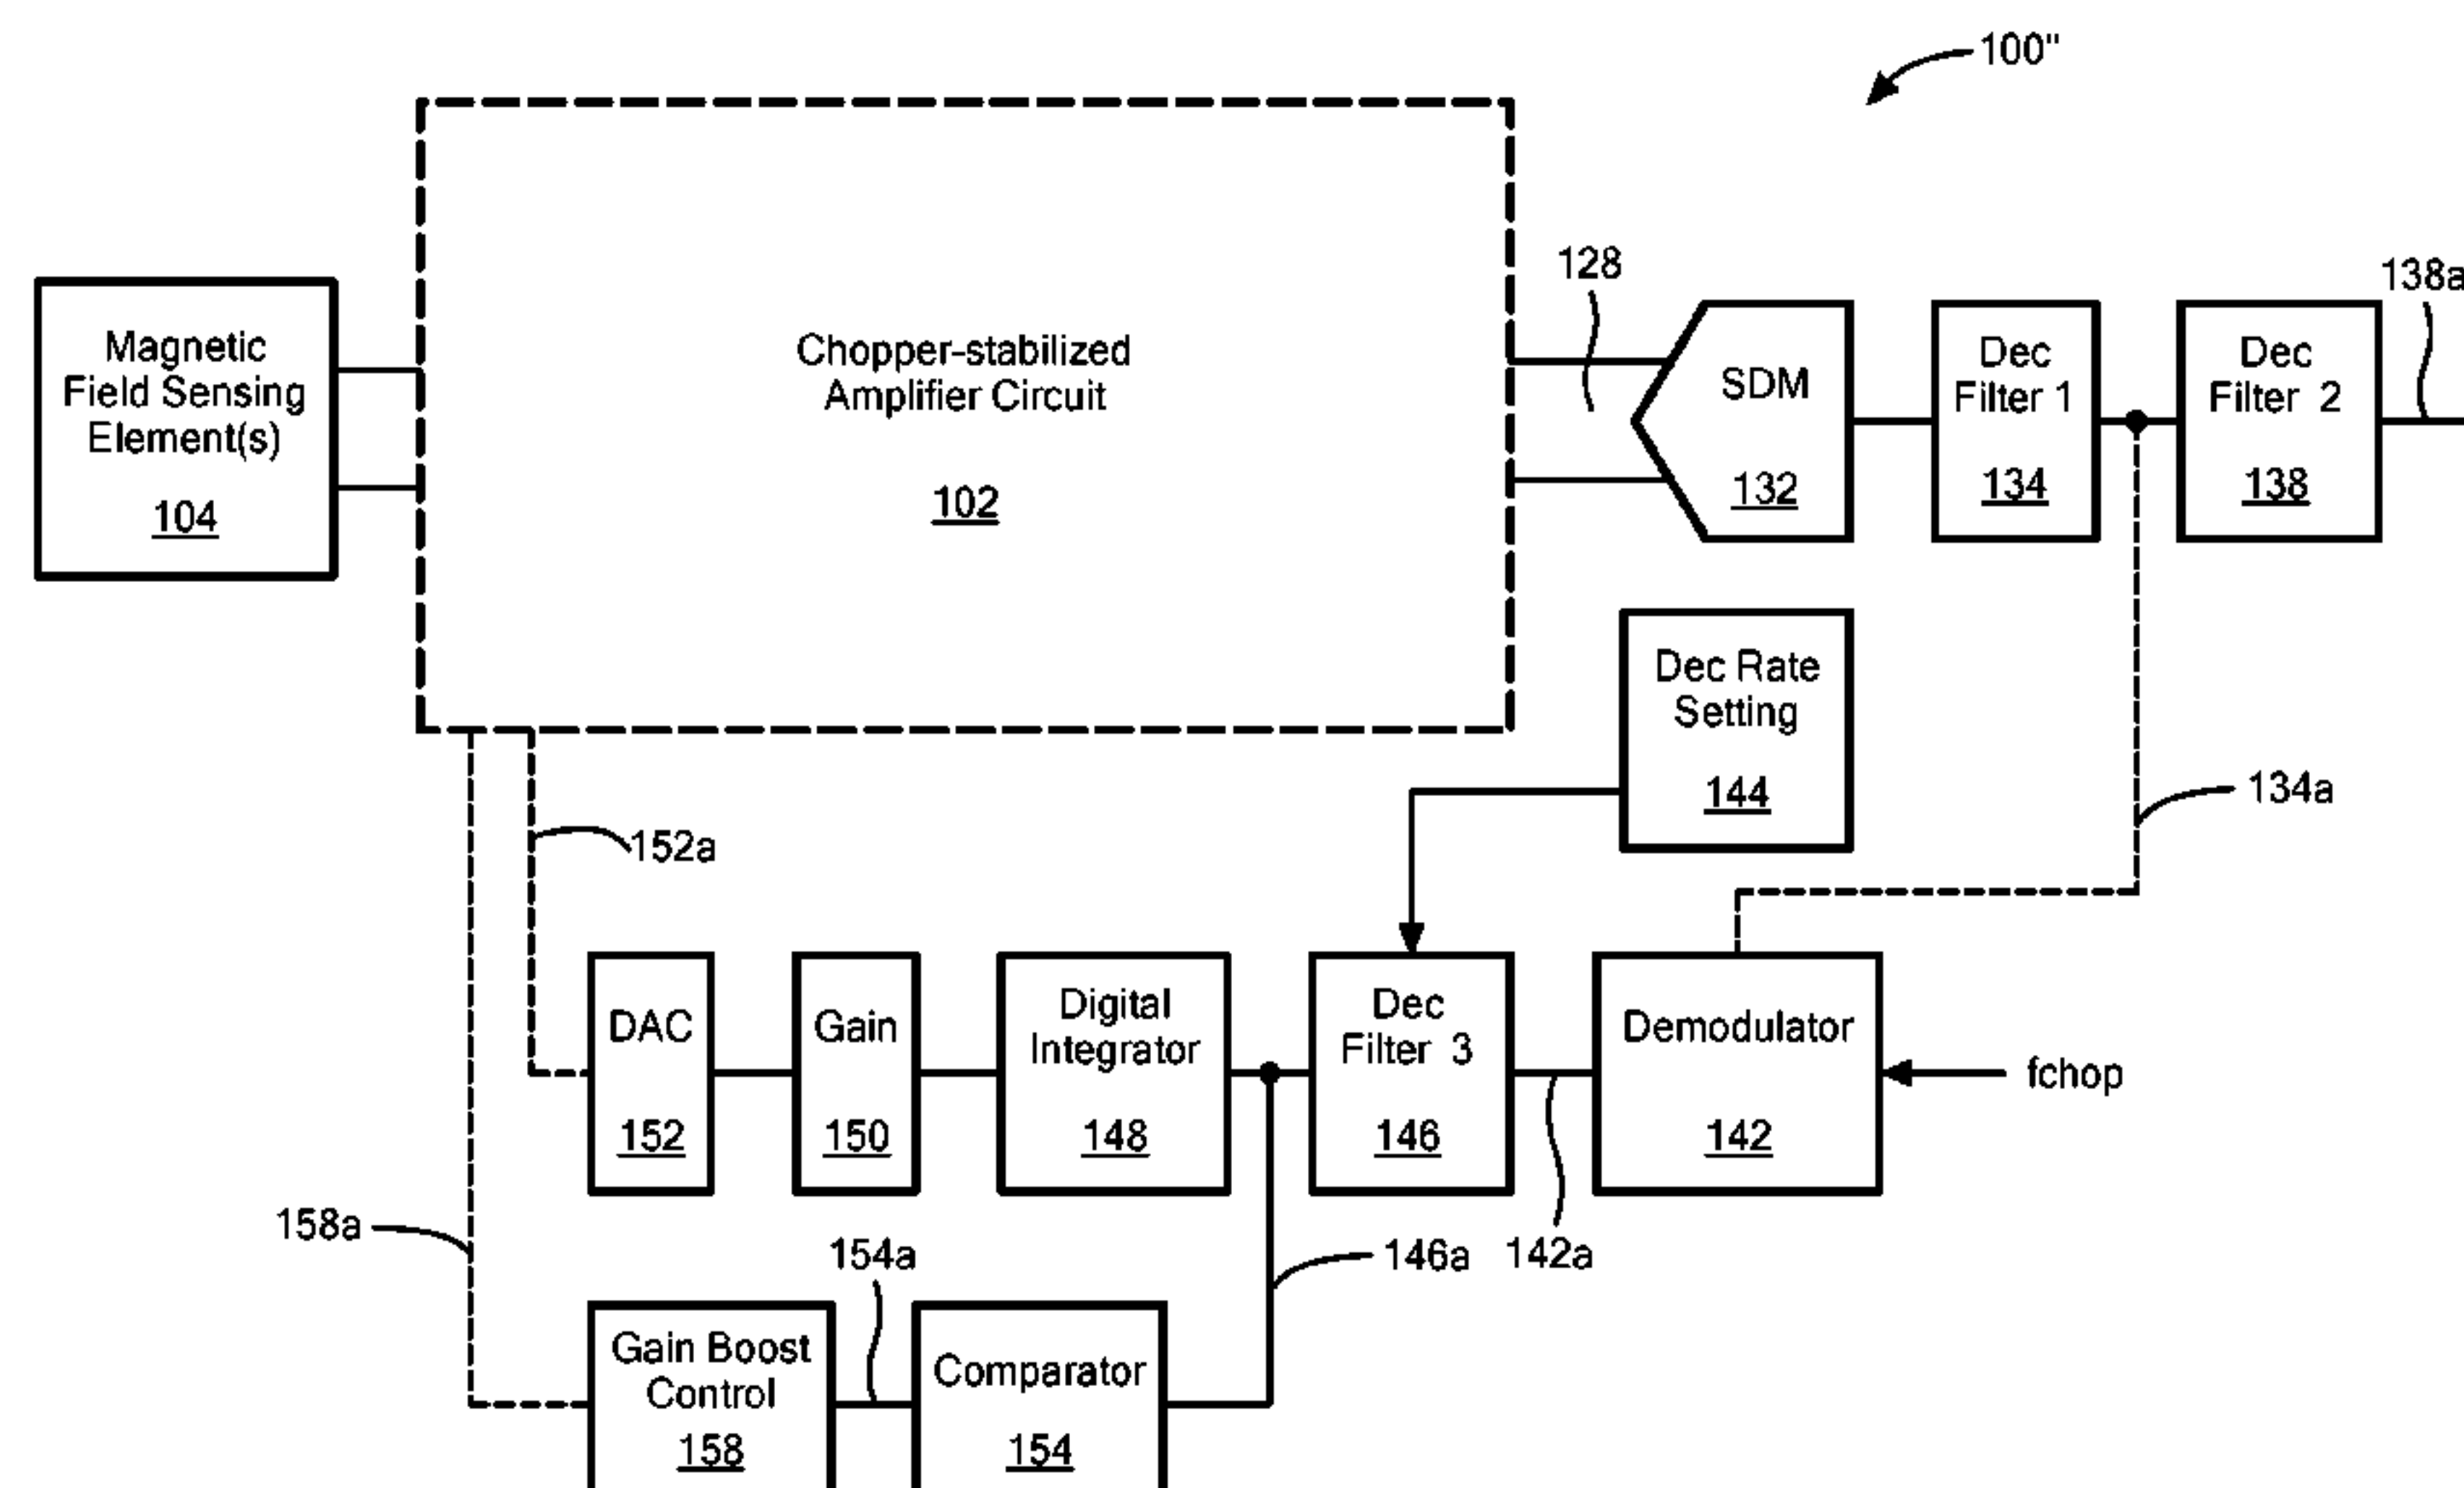 100"
128
138a
Magnetic
Field Sensing
Element(s)
104
Chopper-stabilized
Amplifier Circuit
102
SDM
132
Dec
Filter 1
134
Dec
Filter 2
138
Dec Rate
Setting
144
134a
152a
DAC
152
Gain
150
Digital
Integrator
148
Dec
Filter 3
146
Demodulator
142
fchop
158a
154a
146a
142a
Gain Boost
Control
158
Comparator
154